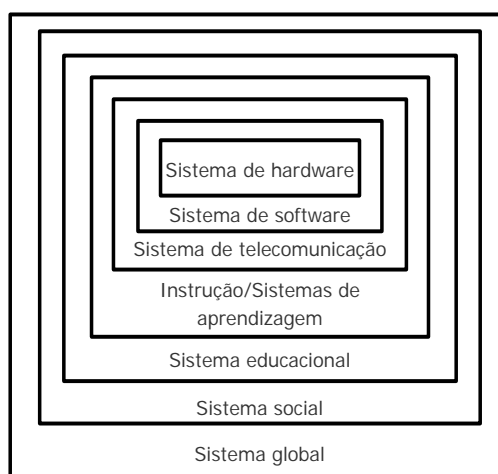 Sistema de hardware
Sistema de software
Sistema de telecomunicação
Instrução/Sistemas de
aprendizagem
Sistema educacional
Sistema social
Sistema global